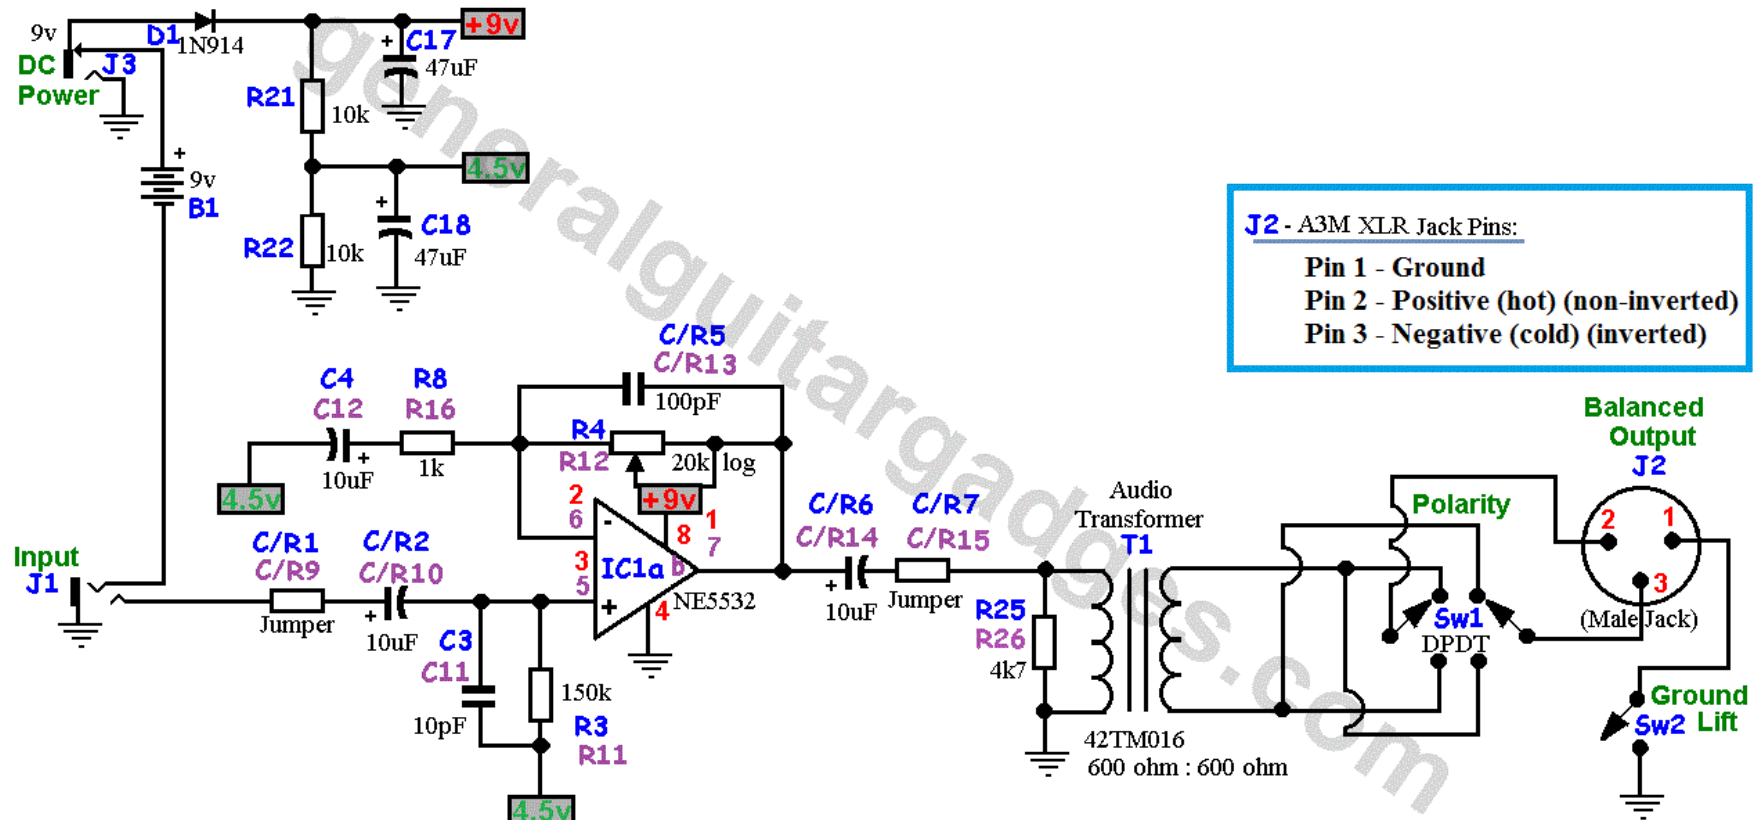 9v
D1
1N914
+9v
DC
Power
J3
+
C17
47uF
R21
10k
4.5v
+
9v
B1
R22
10k
+
C18
47uF
J2 - A3M XLR Jack Pins:
Pin 1 - Ground
Pin 2 - Positive (hot) (non-inverted)
Pin 3 - Negative (cold) (inverted)
C/R5
C/R13
100pF
C4
C12
+
10uF
R8
R16
1k
R4
R12
20k log
4.5v
+9v
2
6
-
8
1
7
3
5
+
IC1a
b
4
NE5532
Input
J1
C/R1
C/R9
Jumper
C/R2
C/R10
+
10uF
C3
C11
10pF
150k
R3
R11
4.5v
C/R6
C/R14
+
10uF
C/R7
C/R15
Jumper
R25
R26
4k7
Audio
Transformer
T1
42TM016
600 ohm : 600 ohm
Polarity
Sw1
DPDT
Balanced
Output
J2
2
1
3
(Male Jack)
Ground
Lift
Sw2
generalguitargadges.com